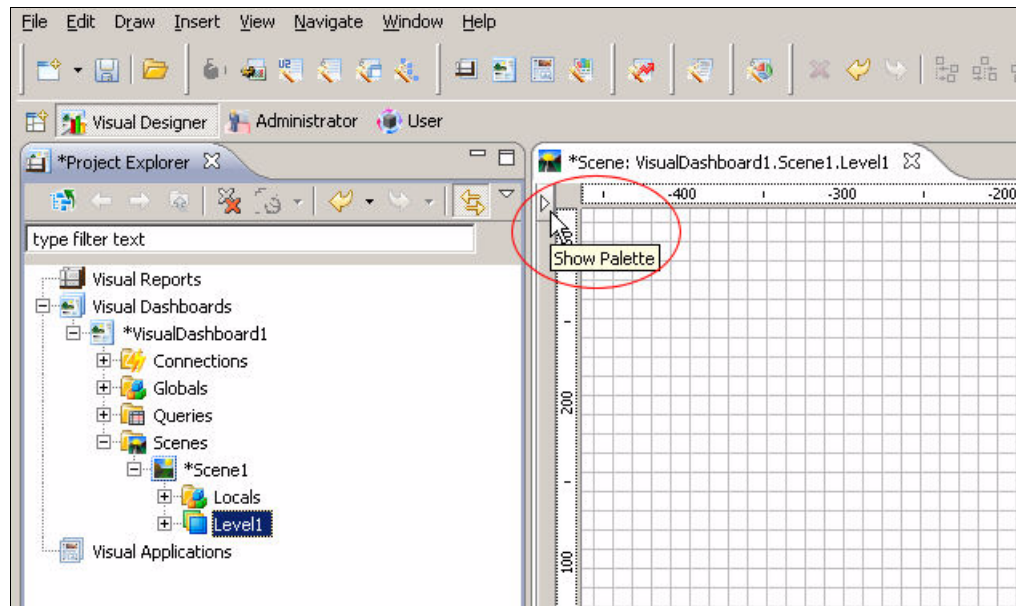 File Edit Draw Insert View Navigate Window Help
Visual Designer Administrator User
*Project Explorer
*Scene: VisualDashboard1.Scene1.Level1
-400 -300 -200
type filter text
Show Palette
Visual Reports
Visual Dashboards
*VisualDashboard1
Connections
Globals
200
Queries
Scenes
*Scene1
Locals
Level1
Visual Applications
100